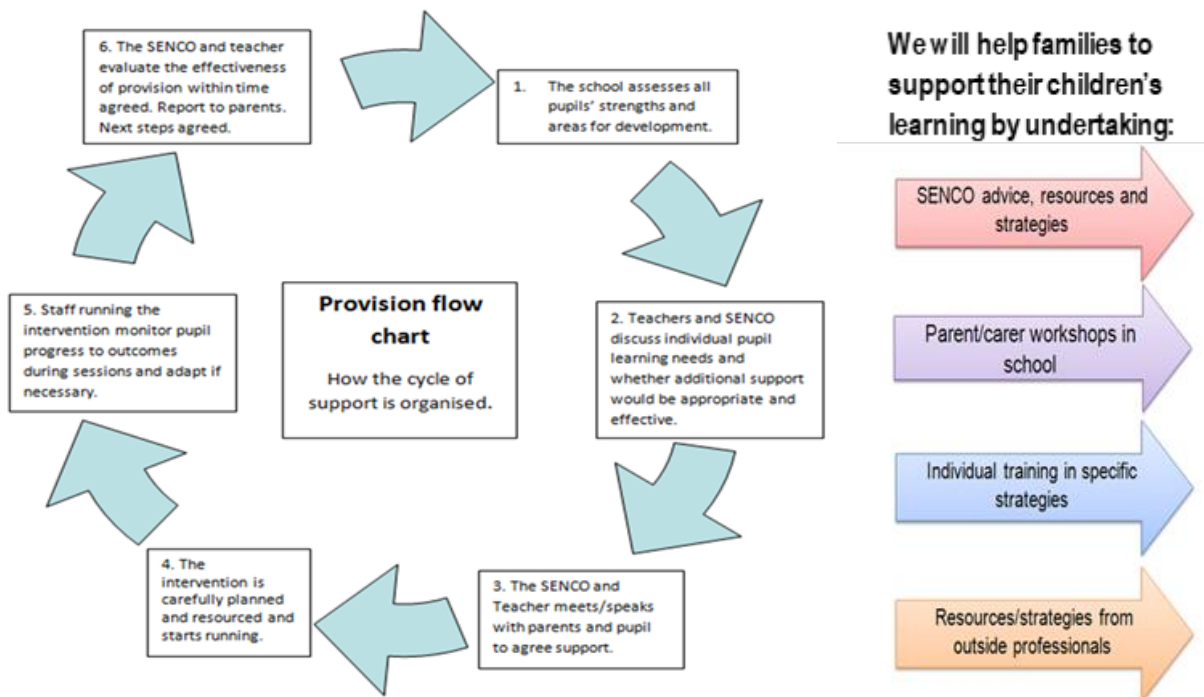 6. The SENCO and teacher
evaluate the effectiveness
of provision within time
agreed. Report to parents.
Next steps agreed.
1. The school assesses all
pupils' strengths and
areas for development.
2. Teachers and SENCO
discuss individual pupil
learning needs and
whether additional support
would be appropriate and
effective.
3. The SENCO and
Teacher meets/speaks
with parents and pupil
to agree support.
4. The
intervention is
carefully planned
and resourced and
starts running.
5. Staff running the
intervention monitor pupil
progress to outcomes
during sessions and adapt if
necessary.
Provision flow
chart
How the cycle of
support is organised.
We will help families to
support their children's
learning by undertaking:
SENCO advice, resources and
strategies
Parent/carer workshops in
school
Individual training in specific
strategies
Resources/strategies from
outside professionals